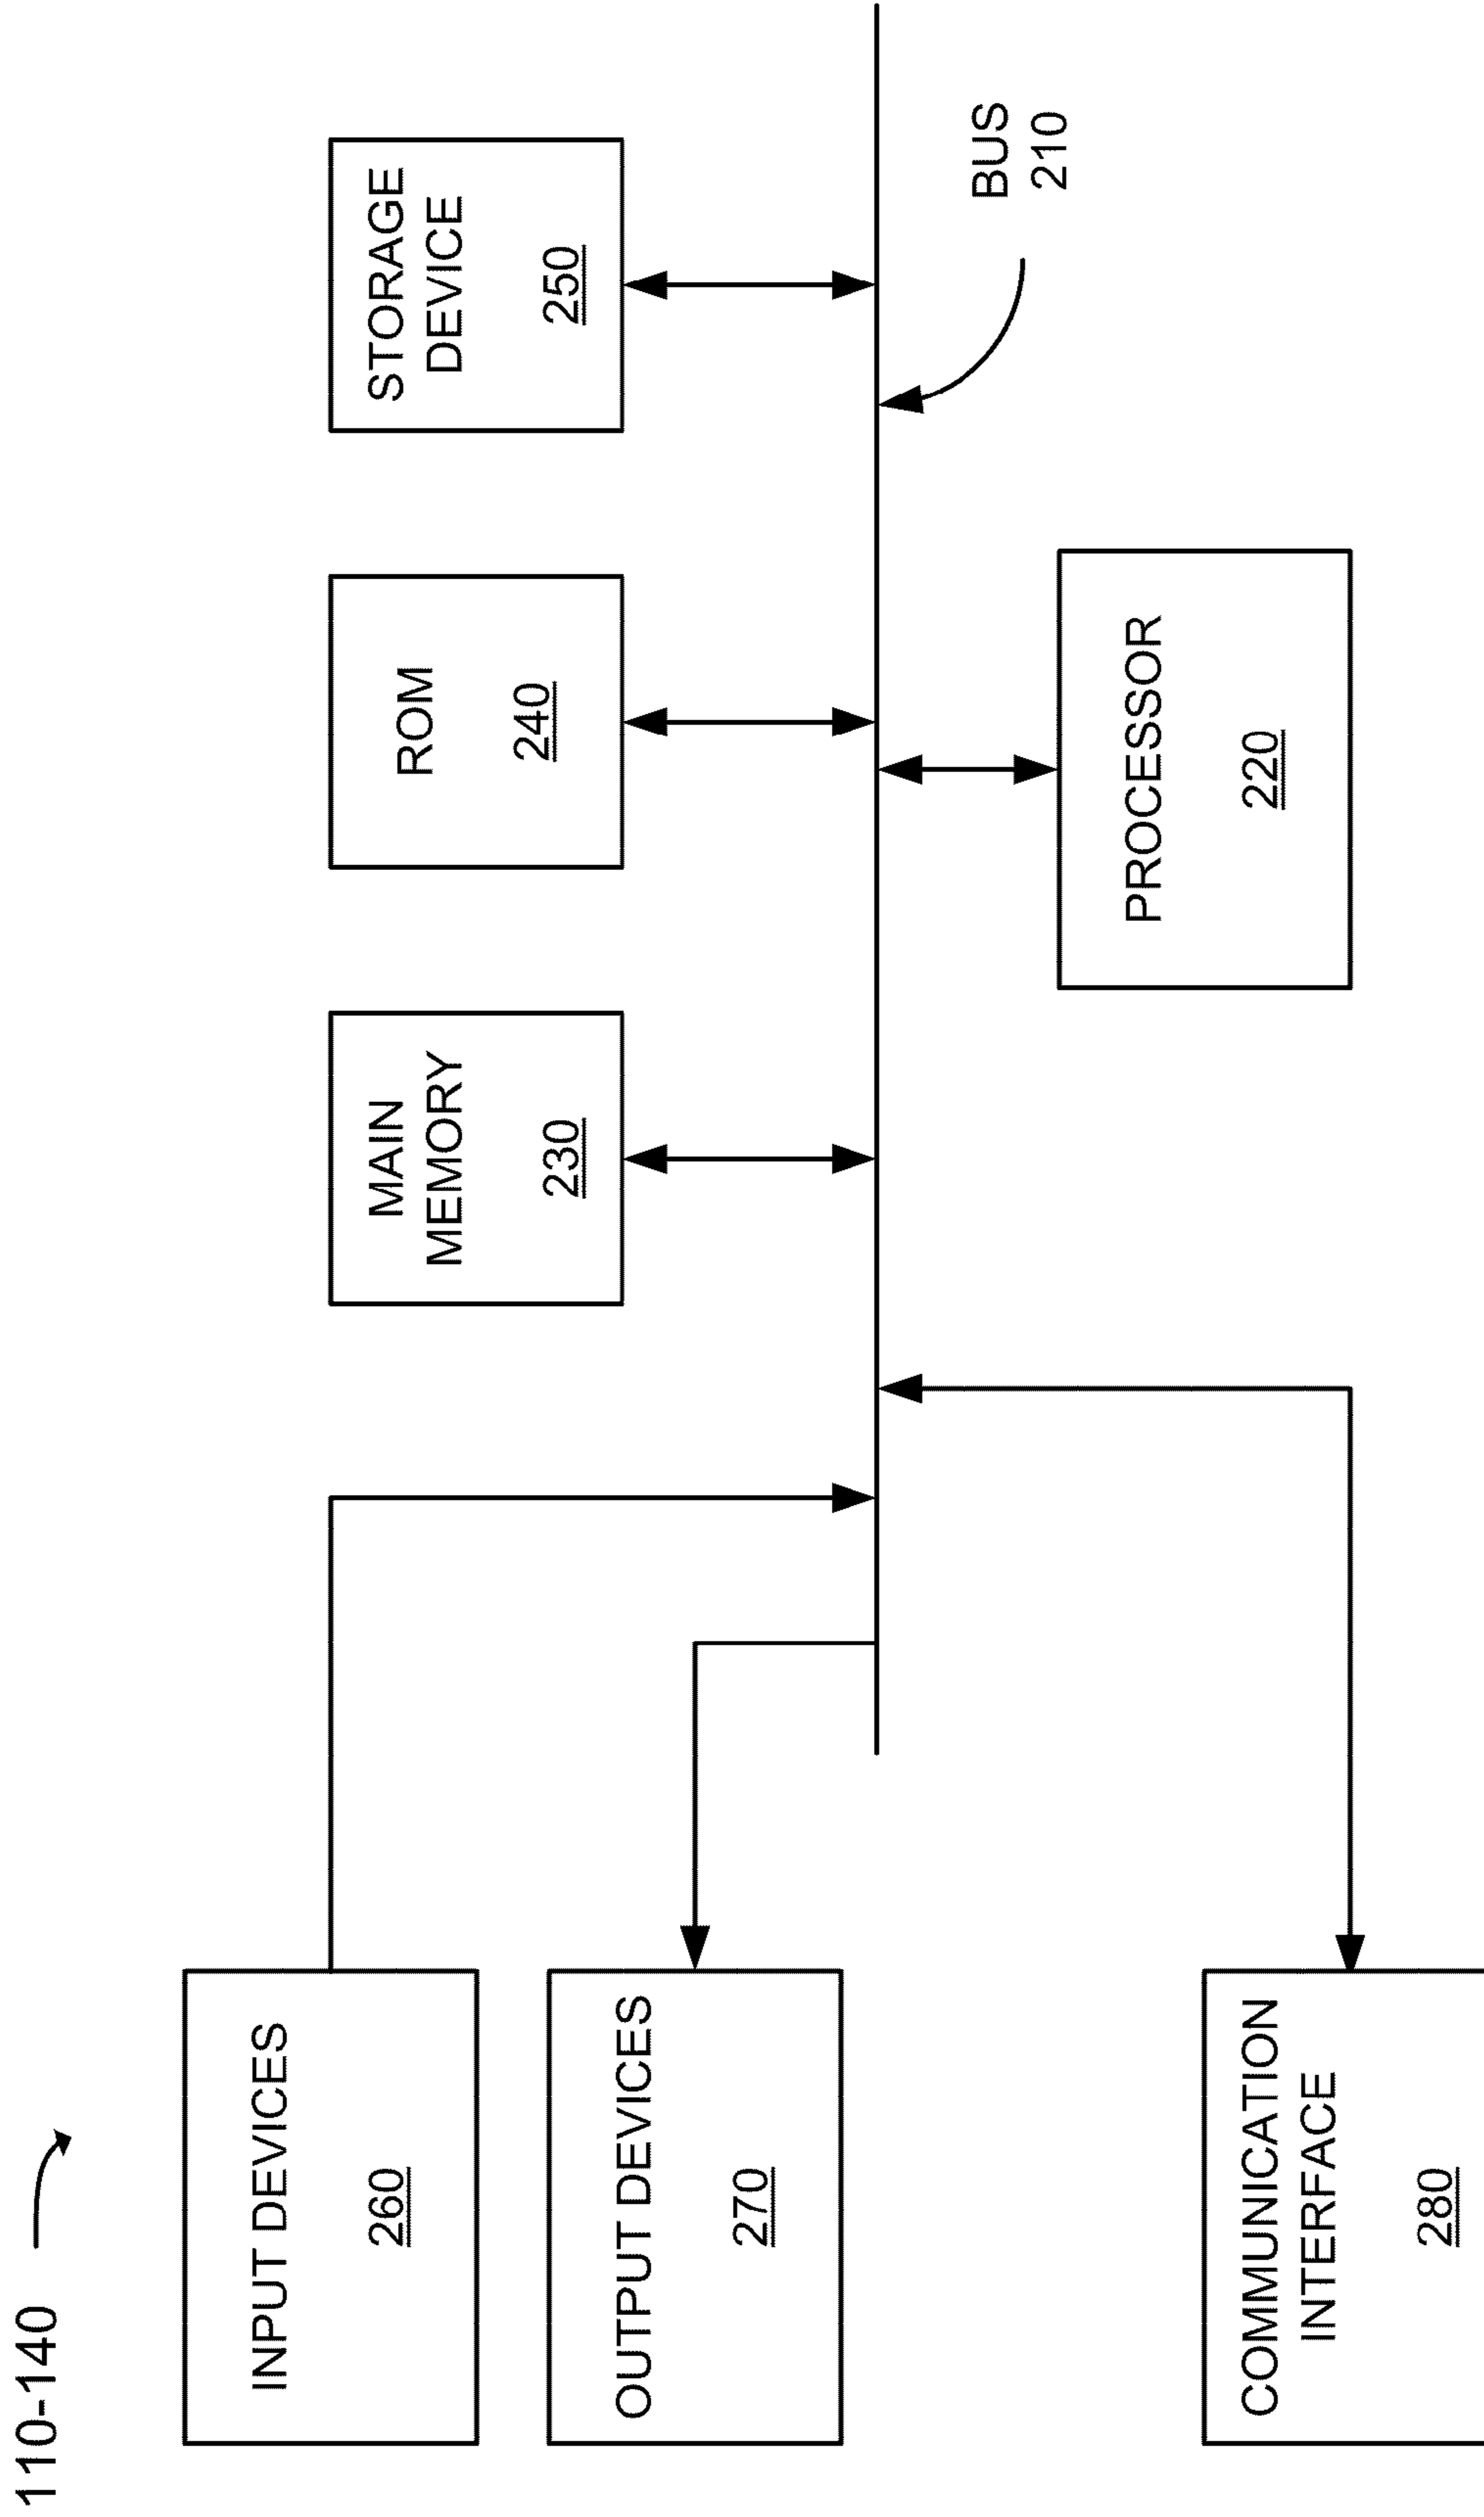 110-140
INPUT DEVICES
260
OUTPUT DEVICES
270
COMMUNICATION
INTERFACE
280
MAIN
MEMORY
230
ROM
240
STORAGE
DEVICE
250
PROCESSOR
220
BUS
210